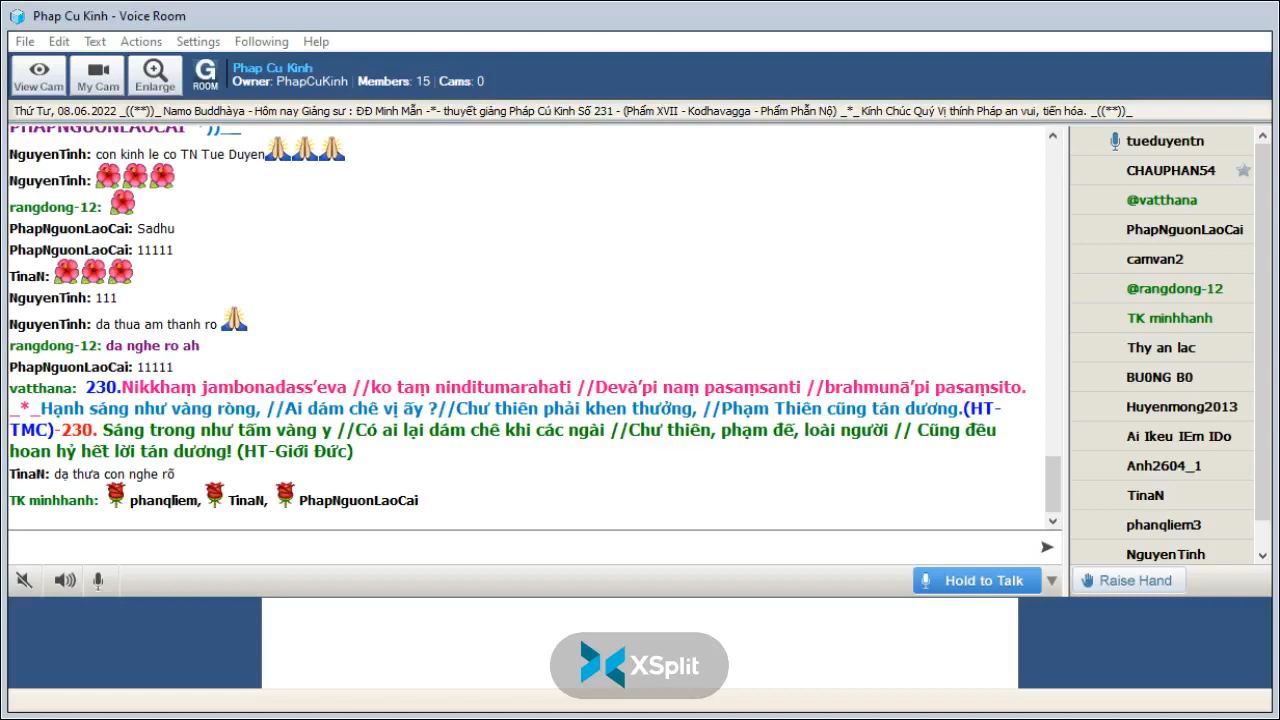 Phap Cu Kinh - Voice Room
File Edit Text Actions Settings Following Help
View Cam My Cam Enlarge G ROOM
Phap Cu Kinh
Owner: PhapCuKinh | Members: 15 | Cams: 0
Thứ Tư, 08.06.2022 _((**))_ Namo Buddhàya - Hôm nay Giảng sư : ĐĐ Minh Mẫn -*- thuyết giảng Pháp Cú Kinh Số 231 - (Phẩm XVII - Kodhavagga - Phẩm Phẫn Nộ) _*_ Kính Chúc Quý Vị thính Pháp an vui, tiến hóa. _((**))_
PHAPNGUONLAOCAI *))__
NguyenTinh: con kinh le co TN Tue Duyen
NguyenTinh:
rangdong-12:
PhapNguonLaoCai: Sadhu
PhapNguonLaoCai: 11111
TinaN:
NguyenTinh: 111
NguyenTinh: da thua am thanh ro
rangdong-12: da nghe ro ah
PhapNguonLaoCai: 11111
vatthana: 230.Nikkhaṃ jambonadass’eva //ko taṃ ninditumarahati //Devà’pi naṃ pasaṃsanti //brahmunā’pi pasaṃsito.
_*_Hạnh sáng như vàng ròng, //Ai dám chê vị ấy ?//Chư thiên phải khen thưởng, //Phạm Thiên cũng tán dương.(HT-
TMC)-230. Sáng trong như tấm vàng y //Có ai lại dám chê khi các ngài //Chư thiên, phạm đế, loài người // Cũng đều
hoan hỷ hết lời tán dương! (HT-Giới Đức)
TinaN: dạ thưa con nghe rõ
TK minhhanh: phanqliem, TinaN, PhapNguonLaoCai
Hold to Talk
tueduyentn
CHAUPHAN54
@vatthana
PhapNguonLaoCai
camvan2
@rangdong-12
TK minhhanh
Thy an lac
BU0NG B0
Huyenmong2013
Ai lkeu IEm IDo
Anh2604_1
TinaN
phanqliem3
NguyenTinh
Raise Hand
XSplit